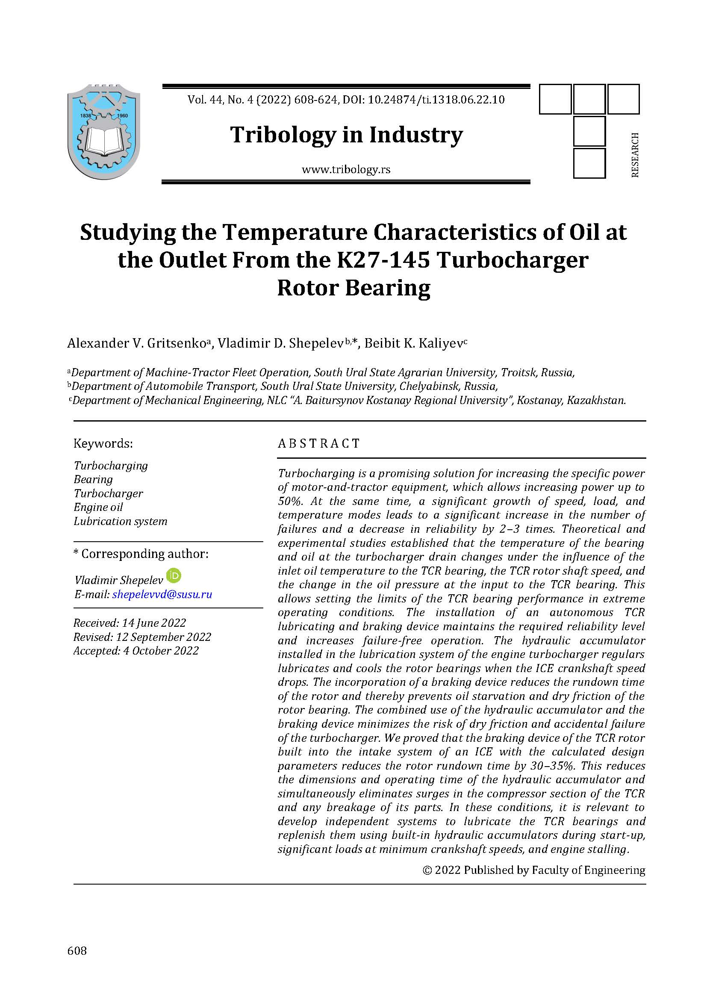 1838 1960
Vol. 44, No. 4 (2022) 608-624, DOI: 10.24874/ti.1318.06.22.10
Tribology in Industry
www.tribology.rs
RESEARCH
Studying the Temperature Characteristics of Oil at
the Outlet From the K27-145 Turbocharger
Rotor Bearing
Alexander V. Gritsenkoᵃ, Vladimir D. Shepelevᵇ,*, Beibit K. Kaliyevᶜ
ᵃDepartment of Machine-Tractor Fleet Operation, South Ural State Agrarian University, Troitsk, Russia,
ᵇDepartment of Automobile Transport, South Ural State University, Chelyabinsk, Russia,
ᶜDepartment of Mechanical Engineering, NLC “A. Baitursynov Kostanay Regional University”, Kostanay, Kazakhstan.
Keywords:
Turbocharging
Bearing
Turbocharger
Engine oil
Lubrication system
* Corresponding author:
Vladimir Shepelev iD
E-mail: shepelevvd@susu.ru
Received: 14 June 2022
Revised: 12 September 2022
Accepted: 4 October 2022
A B S T R A C T
Turbocharging is a promising solution for increasing the specific power
of motor-and-tractor equipment, which allows increasing power up to
50%. At the same time, a significant growth of speed, load, and
temperature modes leads to a significant increase in the number of
failures and a decrease in reliability by 2–3 times. Theoretical and
experimental studies established that the temperature of the bearing
and oil at the turbocharger drain changes under the influence of the
inlet oil temperature to the TCR bearing, the TCR rotor shaft speed, and
the change in the oil pressure at the input to the TCR bearing. This
allows setting the limits of the TCR bearing performance in extreme
operating conditions. The installation of an autonomous TCR
lubricating and braking device maintains the required reliability level
and increases failure-free operation. The hydraulic accumulator
installed in the lubrication system of the engine turbocharger regulars
lubricates and cools the rotor bearings when the ICE crankshaft speed
drops. The incorporation of a braking device reduces the rundown time
of the rotor and thereby prevents oil starvation and dry friction of the
rotor bearing. The combined use of the hydraulic accumulator and the
braking device minimizes the risk of dry friction and accidental failure
of the turbocharger. We proved that the braking device of the TCR rotor
built into the intake system of an ICE with the calculated design
parameters reduces the rotor rundown time by 30–35%. This reduces
the dimensions and operating time of the hydraulic accumulator and
simultaneously eliminates surges in the compressor section of the TCR
and any breakage of its parts. In these conditions, it is relevant to
develop independent systems to lubricate the TCR bearings and
replenish them using built-in hydraulic accumulators during start-up,
significant loads at minimum crankshaft speeds, and engine stalling.
© 2022 Published by Faculty of Engineering
608